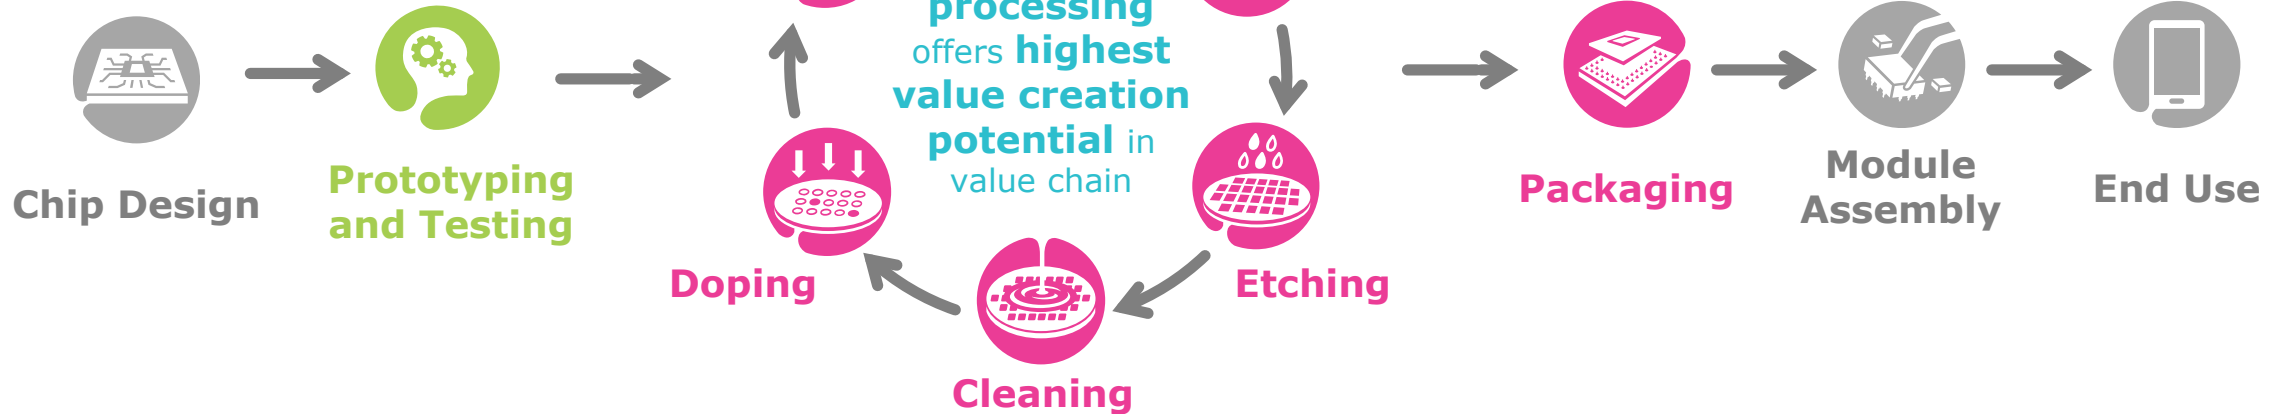 Chip Design
Prototyping
and Testing
processing
offers highest
value creation
potential in
value chain
Doping
Cleaning
Etching
Packaging
Module
Assembly
End Use